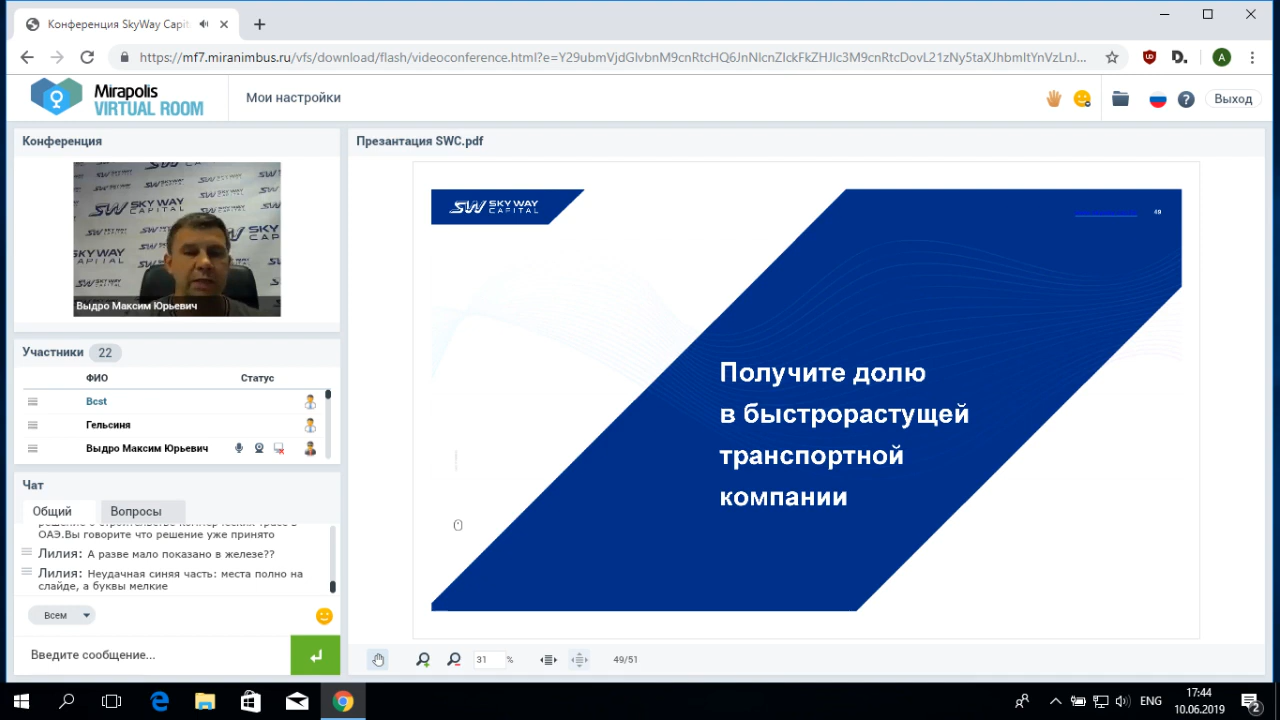 Конференция SkyWay Capit
https://mf7.miranimbus.ru/vfs/download/flash/videoconference.html?e=Y29ubmVjdGlvbnM9cnRtcHQ6JnNlcnZlckFkZHJlc3M9cnRtcDovL21zNy5taXJhbmltYnVzLnJ...
Mirapolis
VIRTUAL ROOM
Мои настройки
Выход
Конференция
SKY WAY
CAPITAL
Выдро Максим Юрьевич
Участники 22
ФИО Статус
Bcst
Гельсиня
Выдро Максим Юрьевич
Чат
Общий Вопросы
ОАЭ.Вы говорите что решение уже принято
Лилия: А разве мало показано в железе??
Лилия: Неудачная синяя часть: места полно на
слайде, а буквы мелкие
Всем
Введите сообщение...
Презантация SWC.pdf
SW SKY WAY
CAPITAL
49
Получите долю
в быстрорастущей
транспортной
компании
31 %
49/51
ENG
17:44
10.06.2019
2